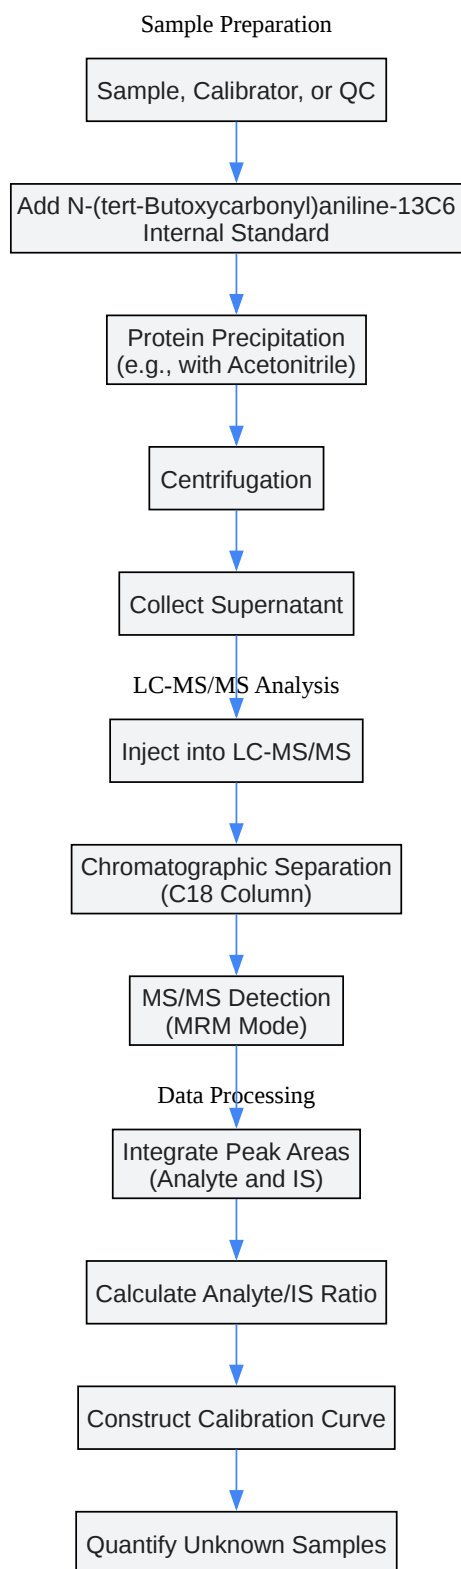 Sample Preparation
Sample, Calibrator, or QC
Add N-(tert-Butoxycarbonyl)aniline-13C6
Internal Standard
Protein Precipitation
(e.g., with Acetonitrile)
Centrifugation
Collect Supernatant
LC-MS/MS Analysis
Inject into LC-MS/MS
Chromatographic Separation
(C18 Column)
MS/MS Detection
(MRM Mode)
Data Processing
Integrate Peak Areas
(Analyte and IS)
Calculate Analyte/IS Ratio
Construct Calibration Curve
Quantify Unknown Samples